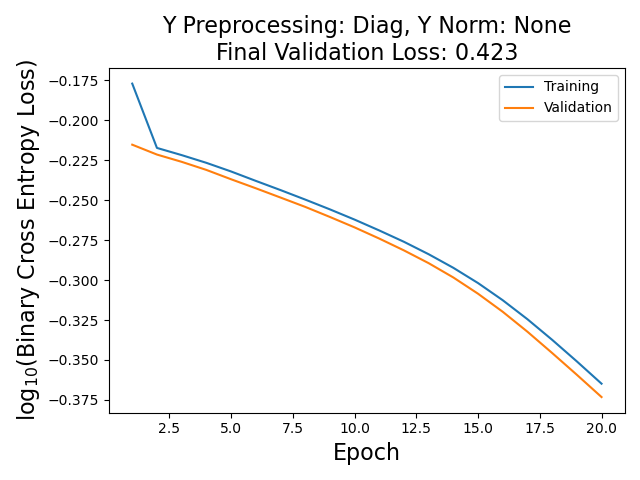 Y Preprocessing: Diag, Y Norm: None
Final Validation Loss: 0.423
Training
Validation
log₁₀(Binary Cross Entropy Loss)
−0.175
−0.200
−0.225
−0.250
−0.275
−0.300
−0.325
−0.350
−0.375
2.5 5.0 7.5 10.0 12.5 15.0 17.5 20.0
Epoch